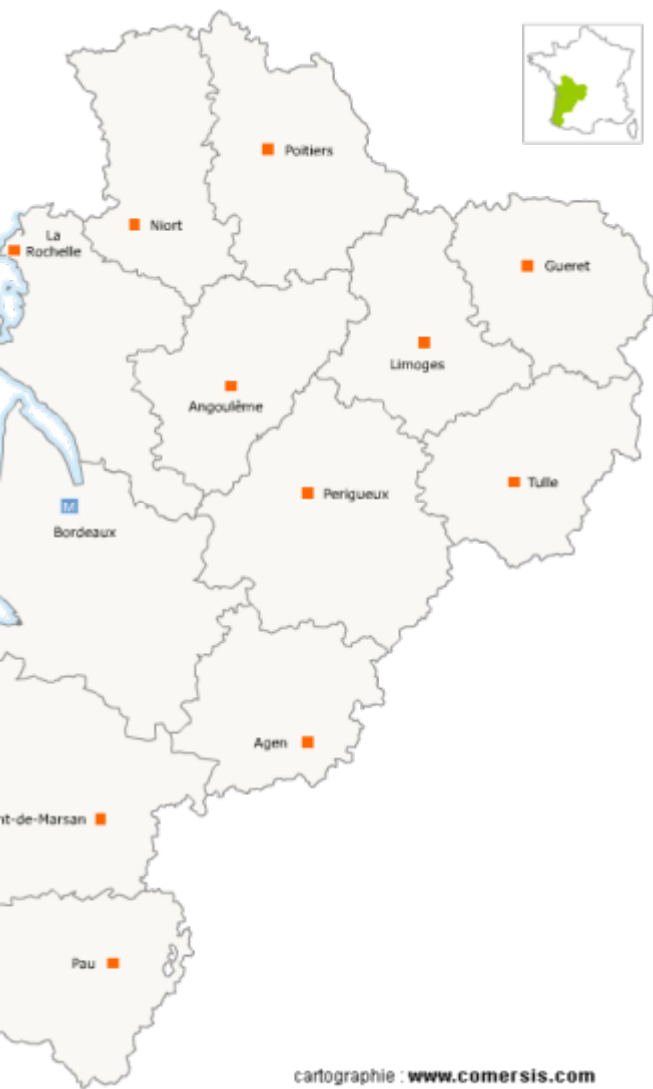 Poitiers
Niort
La
Rochelle
Gueret
Limoges
Angoulême
Perigueux
Tulle
M
Bordeaux
Agen
nt-de-Marsan
Pau
cartographie : www.comersis.com